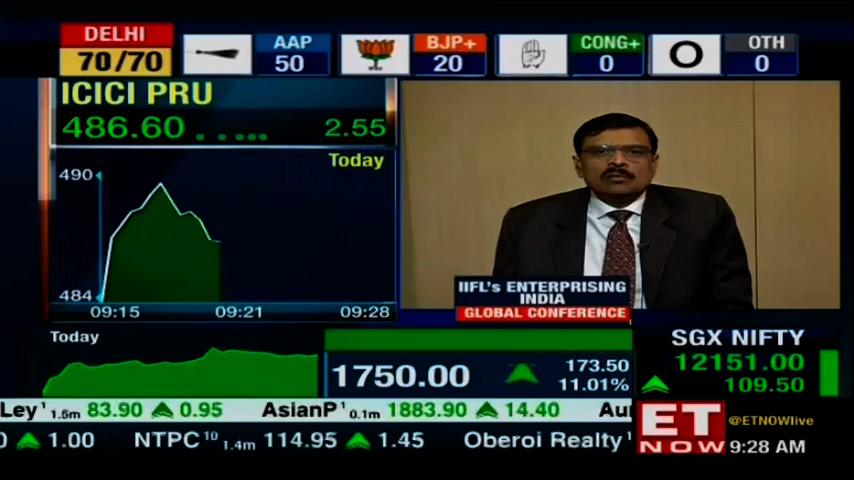 DELHI
70/70
AAP
50
BJP+
20
CONG+
0
OTH
0
ICICI PRU
486.60 2.55
Today
490
484
09:15 09:21 09:28
IIFL's ENTERPRISING
INDIA
GLOBAL CONFERENCE
Today
1750.00
173.50
11.01%
SGX NIFTY
12151.00
109.50
Ley 1 1.6m 83.90 0.95 AsianP 1 0.1m 1883.90 14.40 Au
0 1.00 NTPC 10 1.4m 114.95 1.45 Oberoi Realty
ET
NOW
@ETNOWlive
9:28 AM